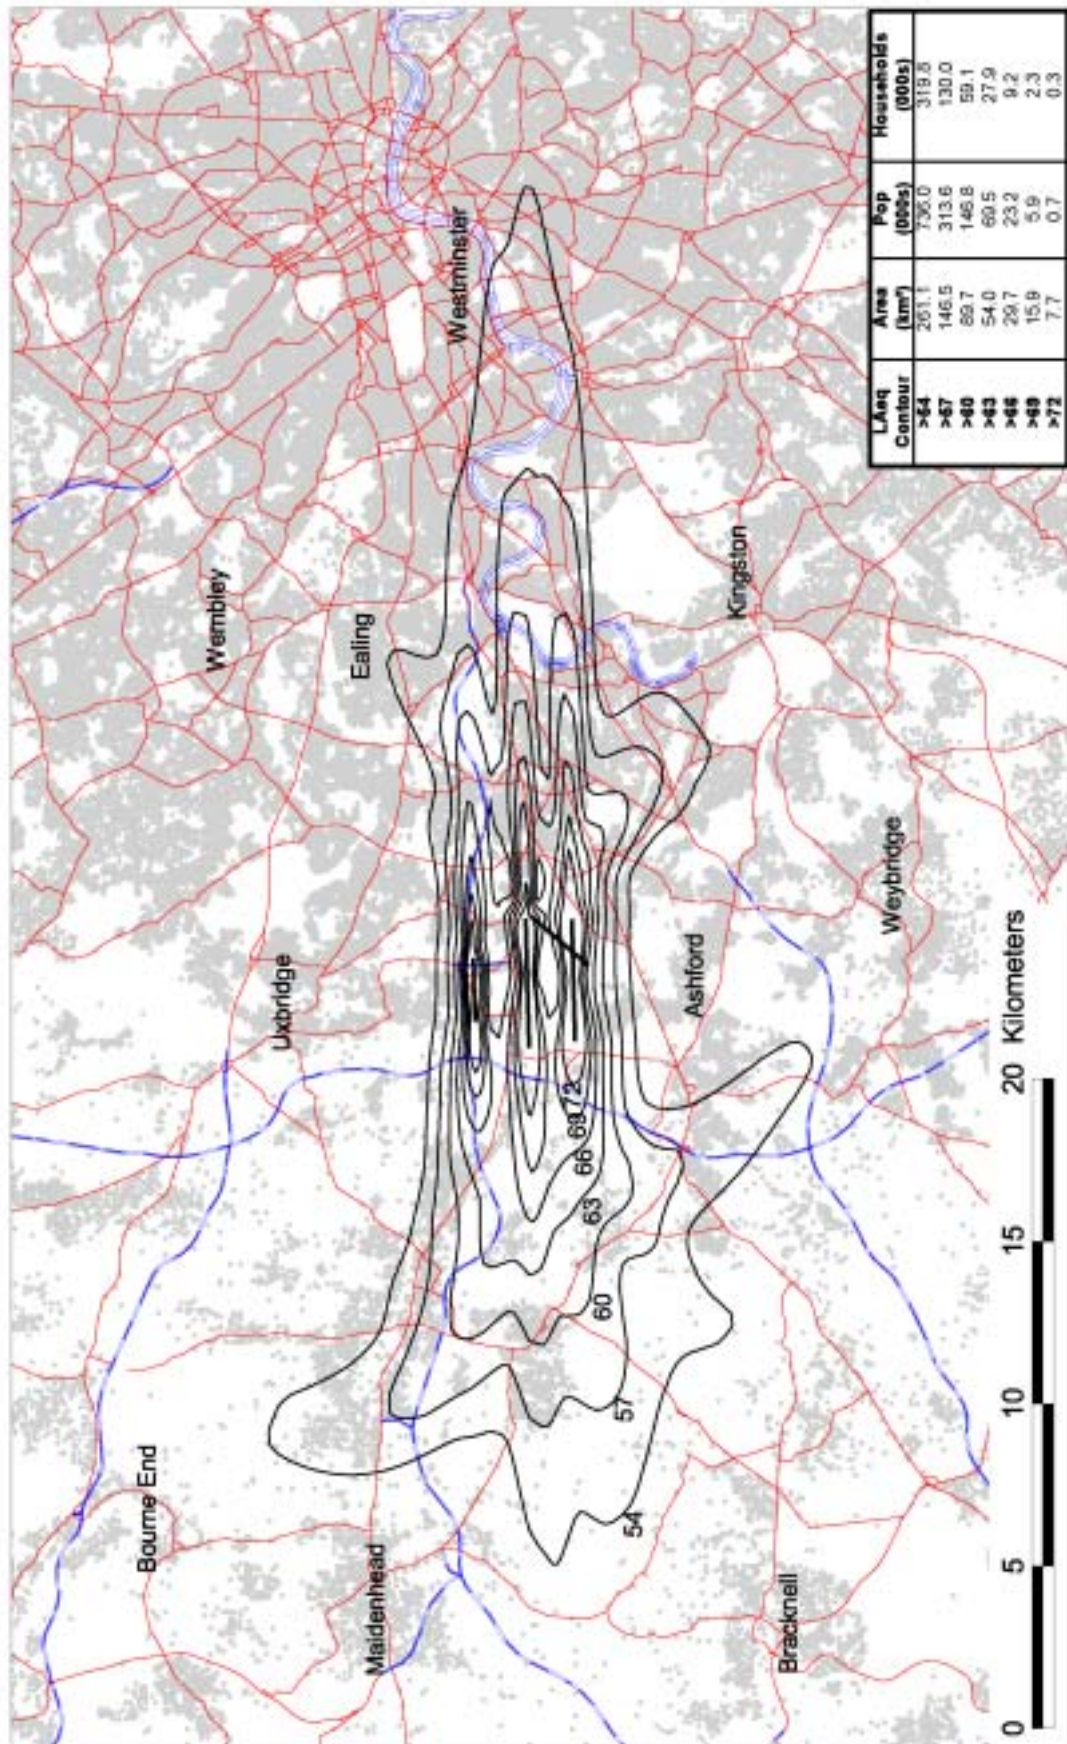 Westminster
Wembley
Ealing
Kingston
Uxbridge
Ashford
Weybridge
Bourne End
Maidenhead
Bracknell
72
69
66
63
60
57
54
0 5 10 15 20 Kilometers
LAeq Contour Area (km²) Pop (000s) Households (000s)
>54 261.1 736.0 319.8
>57 146.5 313.6 130.0
>60 89.7 146.8 59.1
>63 54.0 69.5 27.9
>66 29.7 23.2 9.2
>69 15.9 5.9 2.3
>72 7.7 0.7 0.3